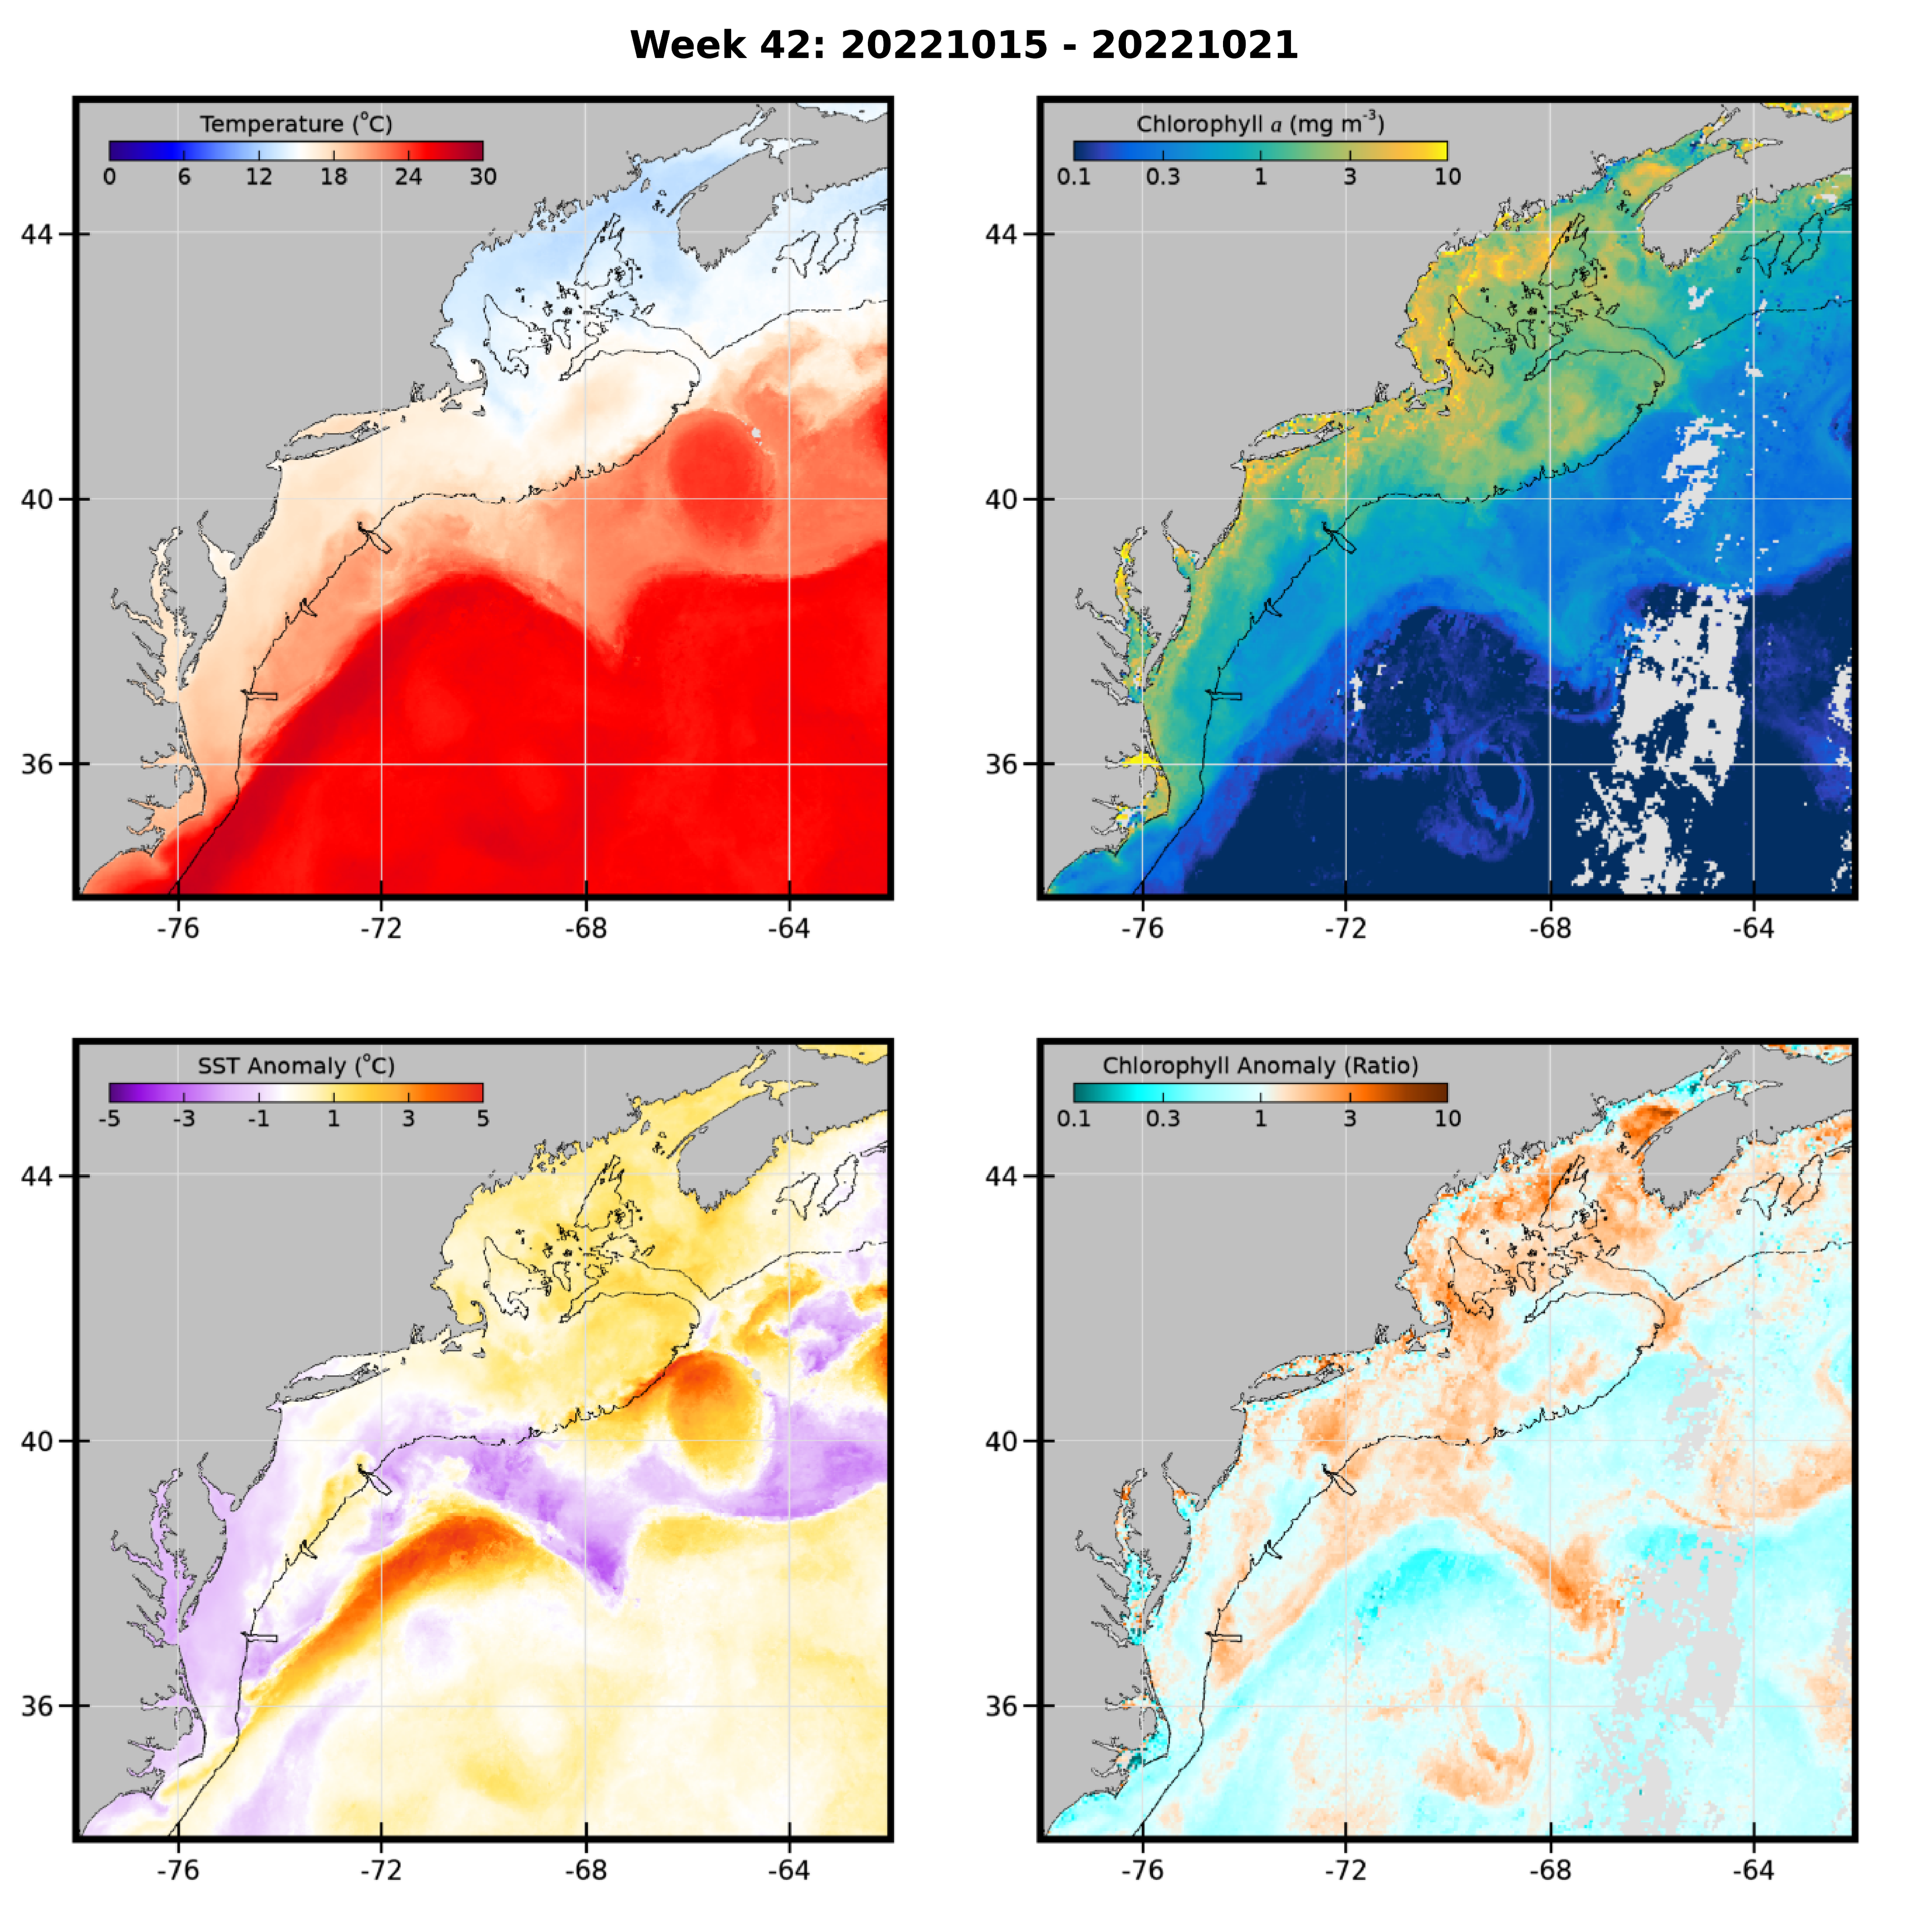 Week 42: 20221015 - 20221021
Temperature (°C)
0 6 12 18 24 30
44
40
36
-76 -72 -68 -64
Chlorophyll a (mg m⁻³)
0.1 0.3 1 3 10
44
40
36
-76 -72 -68 -64
SST Anomaly (°C)
-5 -3 -1 1 3 5
44
40
36
-76 -72 -68 -64
Chlorophyll Anomaly (Ratio)
0.1 0.3 1 3 10
44
40
36
-76 -72 -68 -64